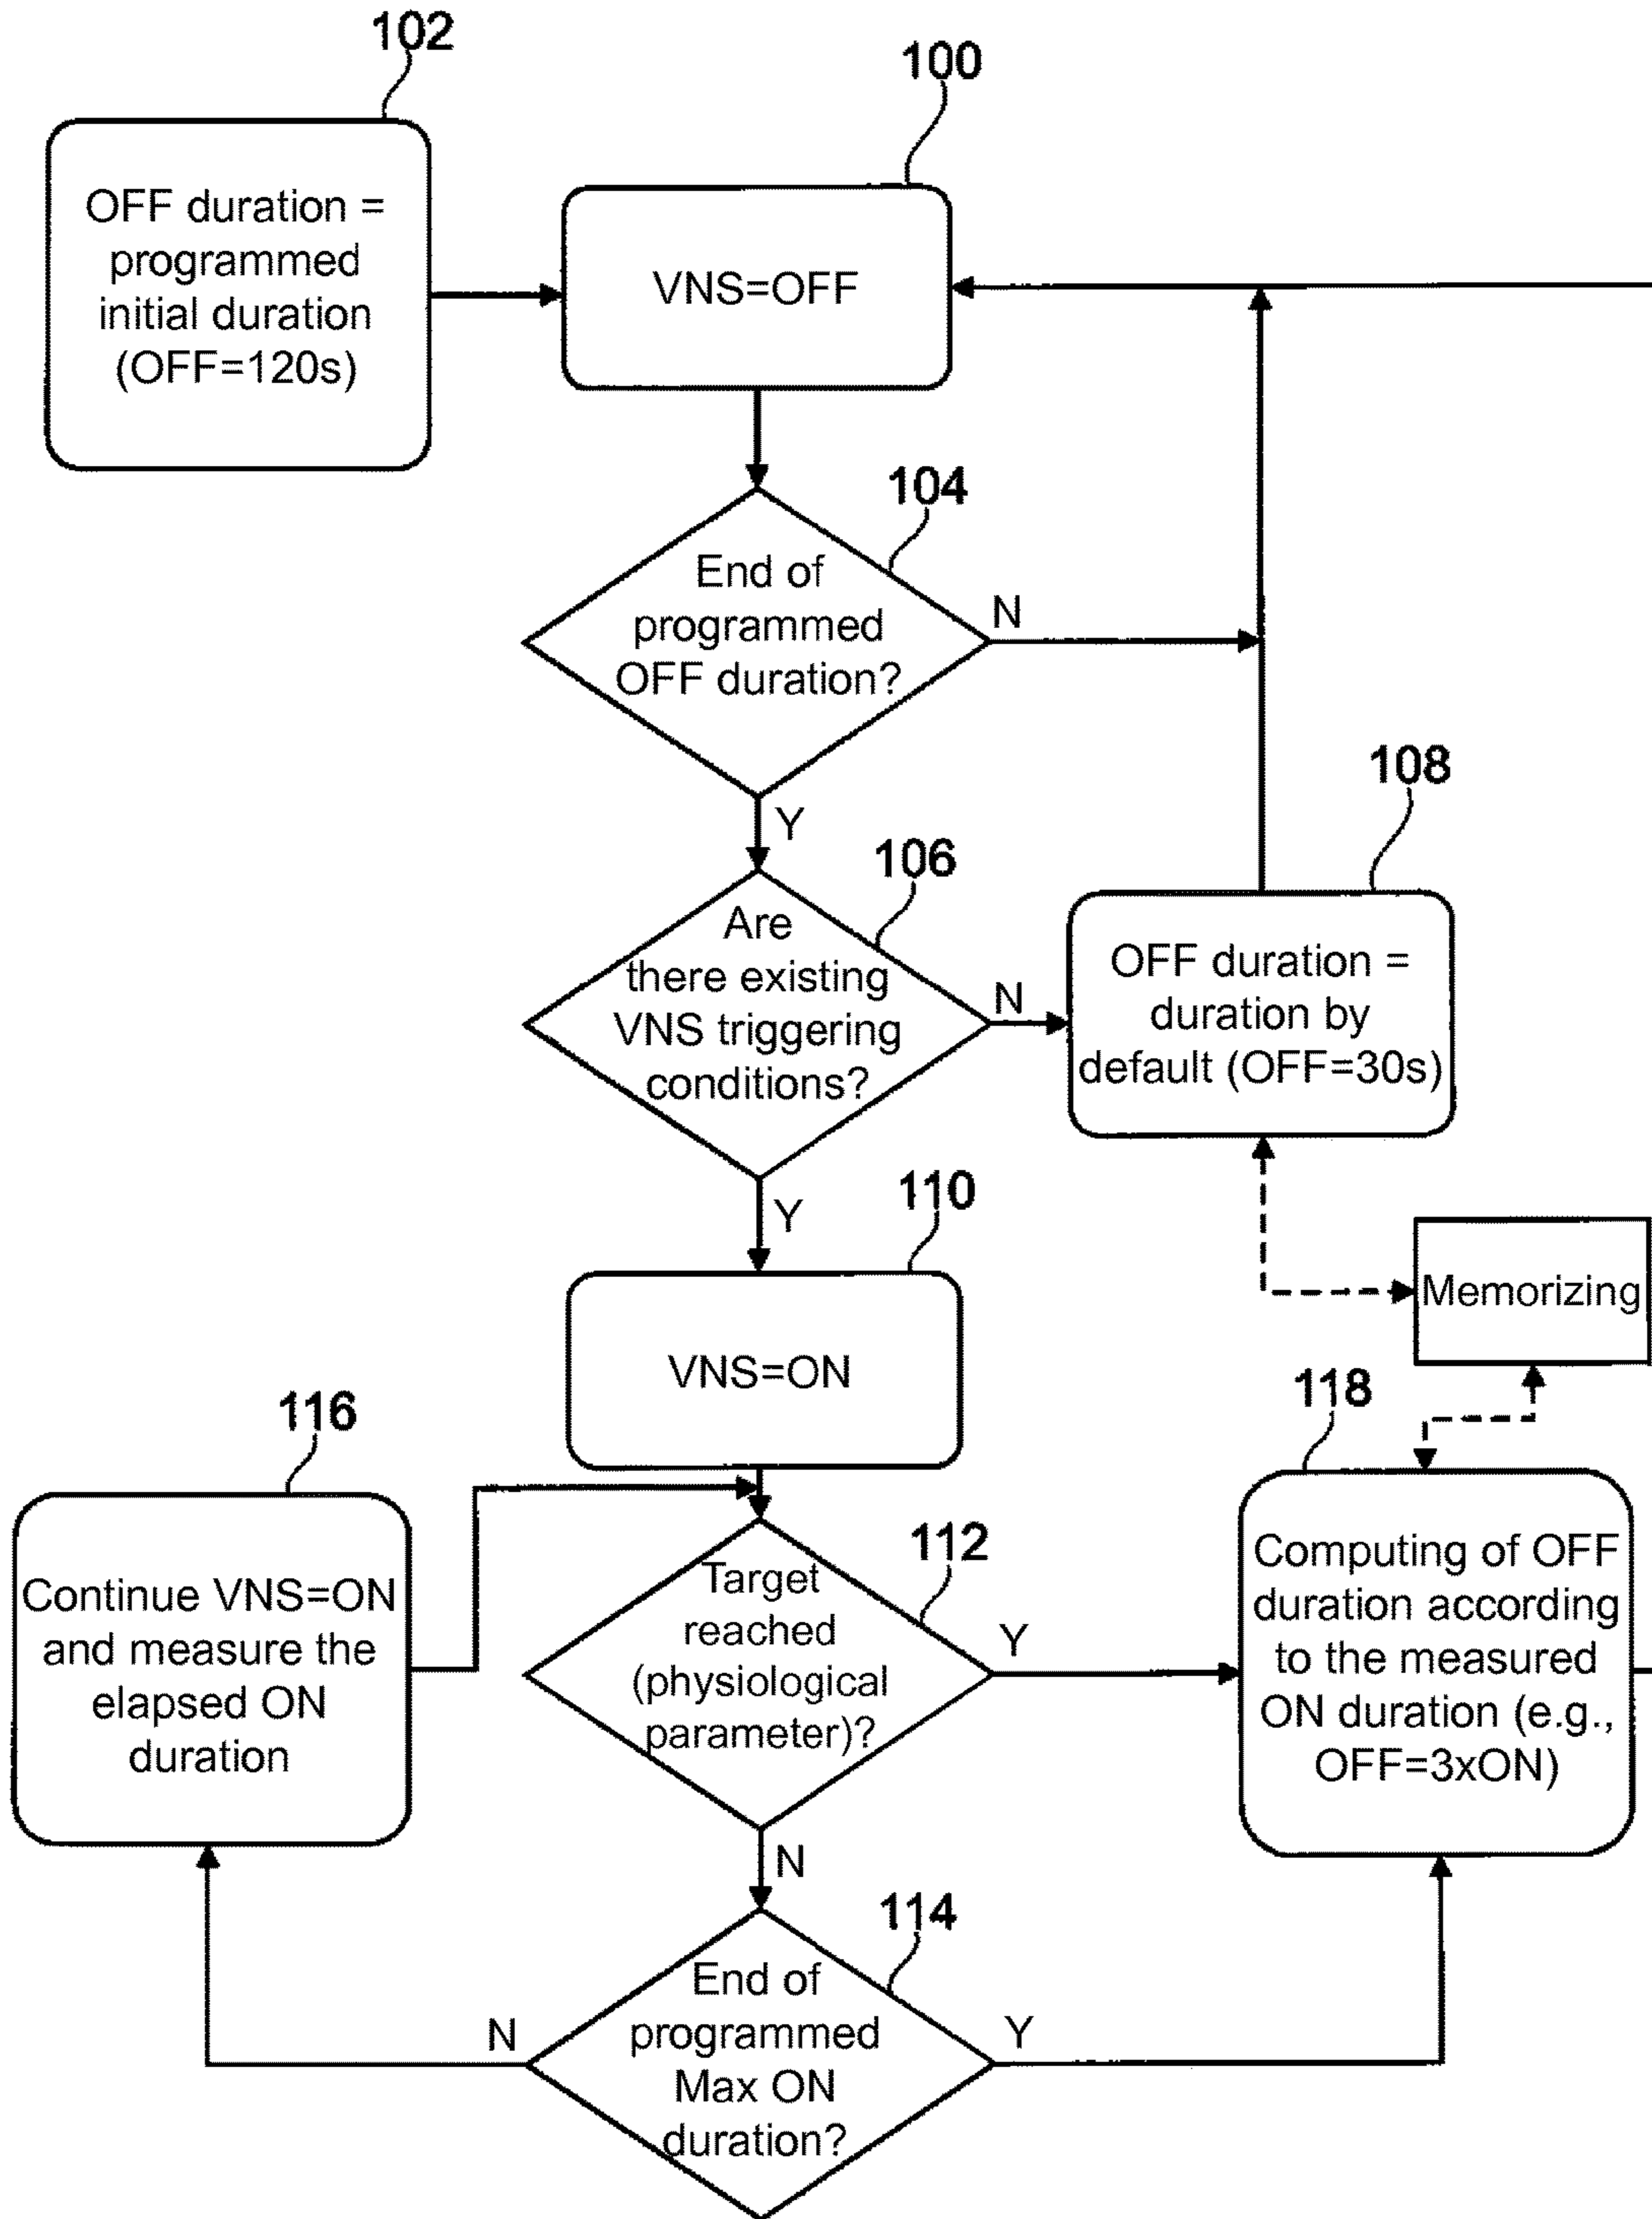 102
100
OFF duration =
programmed
initial duration
(OFF=120s)
VNS=OFF
104
End of
programmed
OFF duration?
N
Y
106
108
Are
there existing
VNS triggering
conditions?
N
OFF duration =
duration by
default (OFF=30s)
Y
110
VNS=ON
Memorizing
116
118
Continue VNS=ON
and measure the
elapsed ON
duration
112
Target
reached
(physiological
parameter)?
Y
Computing of OFF
duration according
to the measured
ON duration (e.g.,
OFF=3xON)
N
114
End of
programmed
Max ON
duration?
N
Y